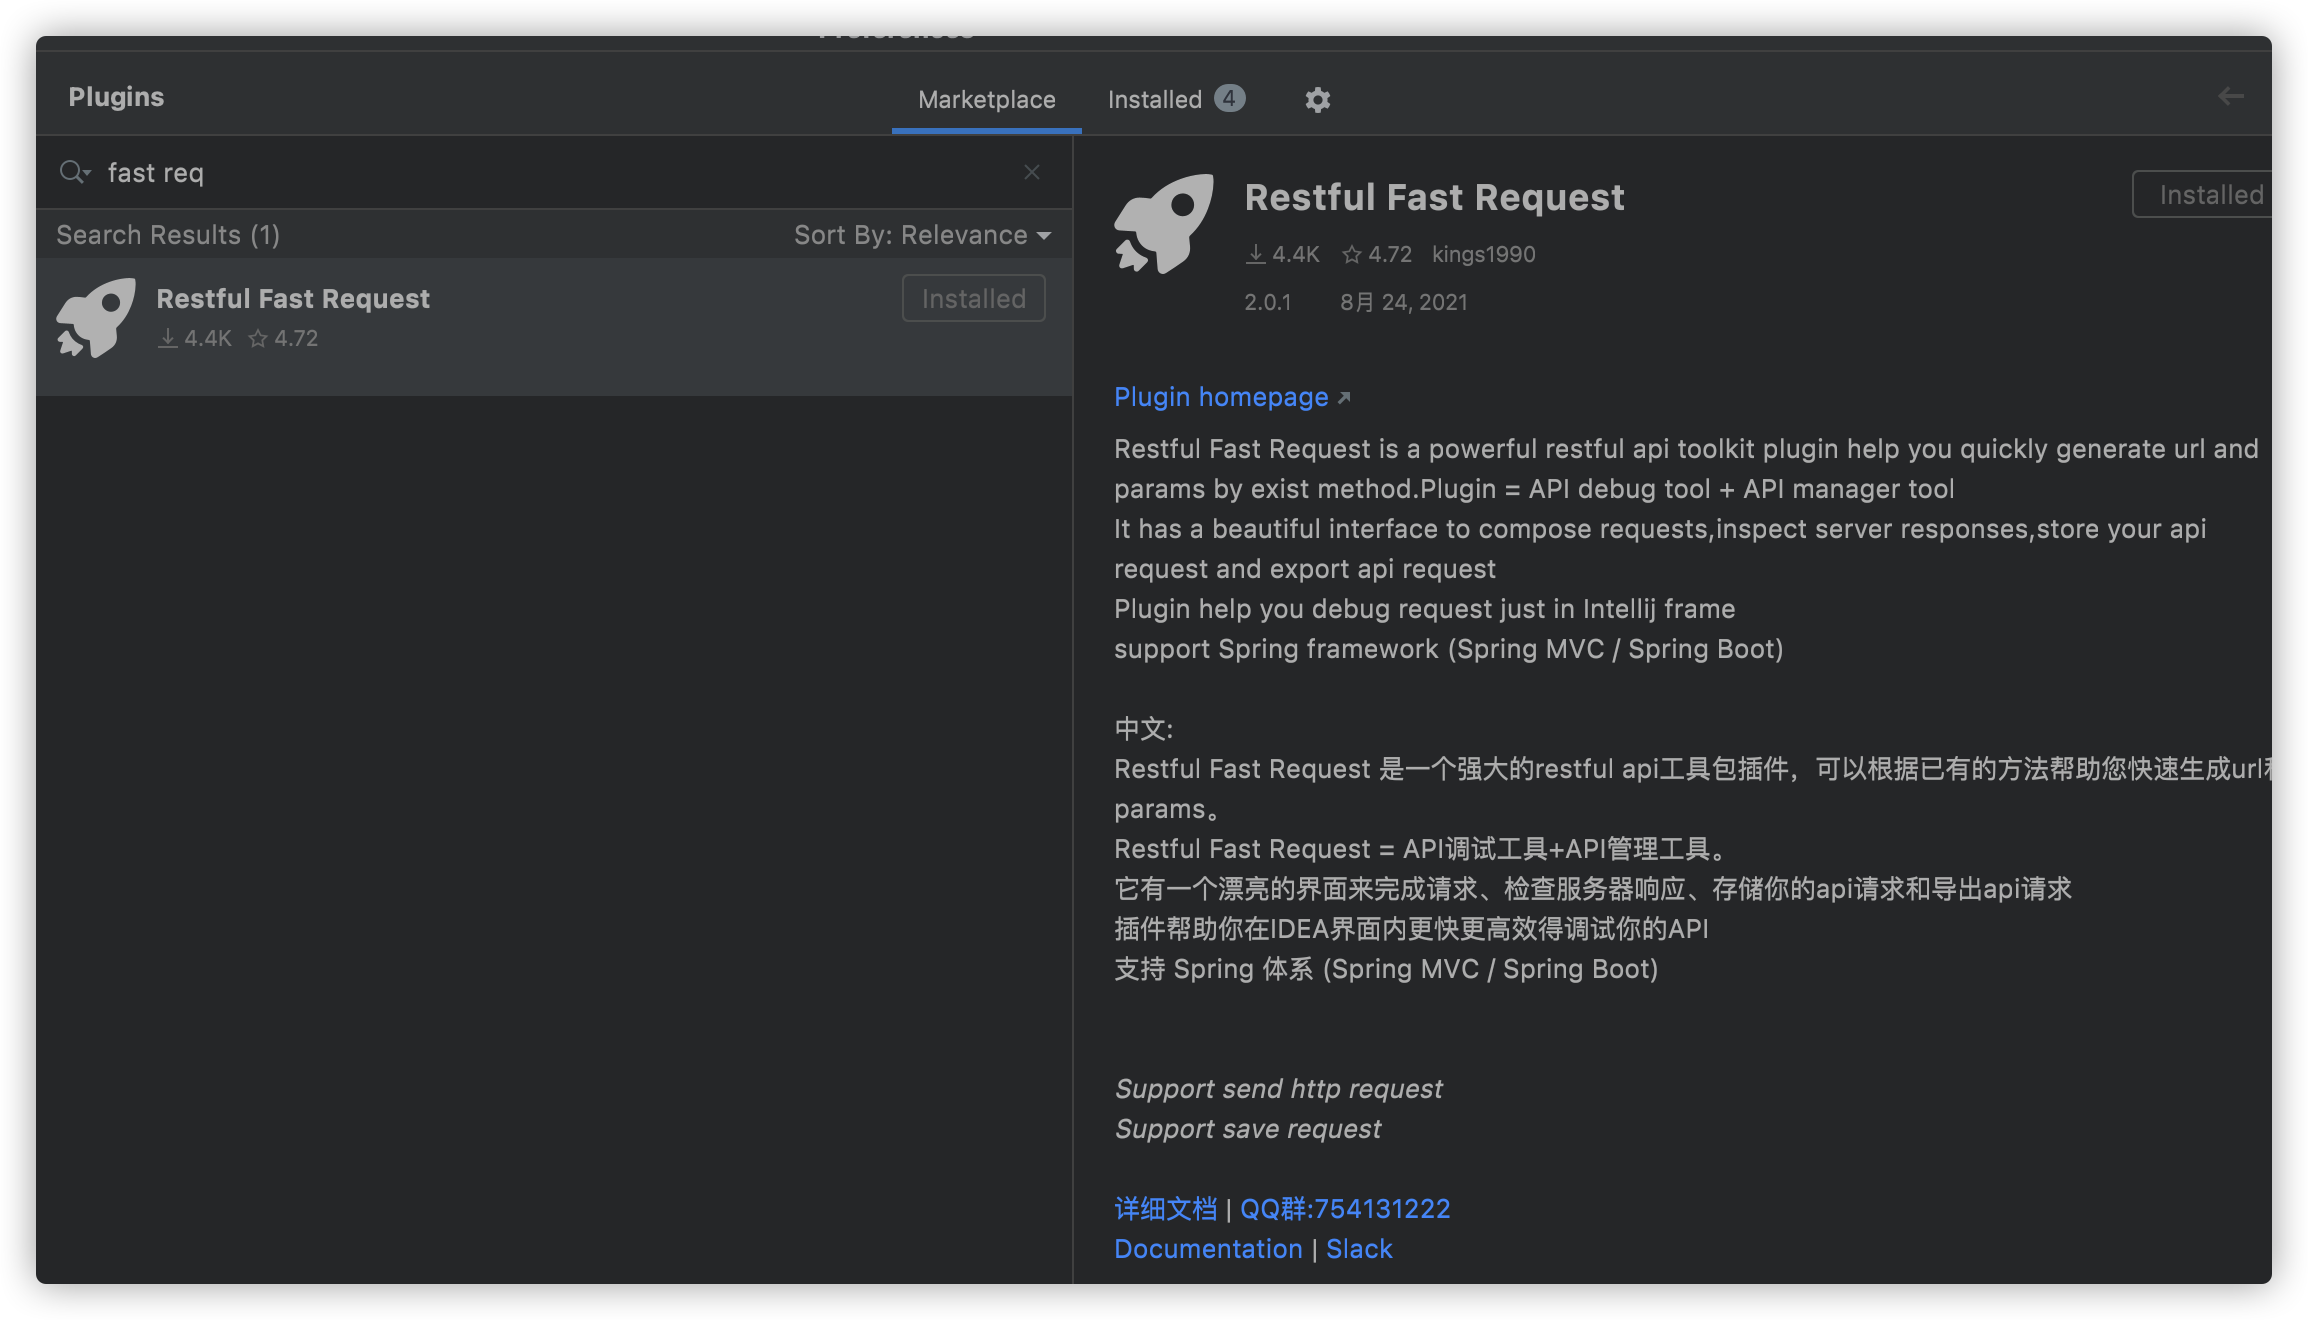 Preferences
Plugins
Marketplace
Installed 4
fast req
Search Results (1)
Sort By: Relevance
Restful Fast Request
4.4K 4.72
Installed
Restful Fast Request
Installed
4.4K 4.72 kings1990
2.0.1 8月 24, 2021
Plugin homepage
Restful Fast Request is a powerful restful api toolkit plugin help you quickly generate url and
params by exist method.Plugin = API debug tool + API manager tool
It has a beautiful interface to compose requests,inspect server responses,store your api
request and export api request
Plugin help you debug request just in Intellij frame
support Spring framework (Spring MVC / Spring Boot)
中文:
Restful Fast Request 是一个强大的restful api工具包插件，可以根据已有的方法帮助您快速生成url和
params。
Restful Fast Request = API调试工具+API管理工具。
它有一个漂亮的界面来完成请求、检查服务器响应、存储你的api请求和导出api请求
插件帮助你在IDEA界面内更快更高效得调试你的API
支持 Spring 体系 (Spring MVC / Spring Boot)
Support send http request
Support save request
详细文档 | QQ群:754131222
Documentation | Slack